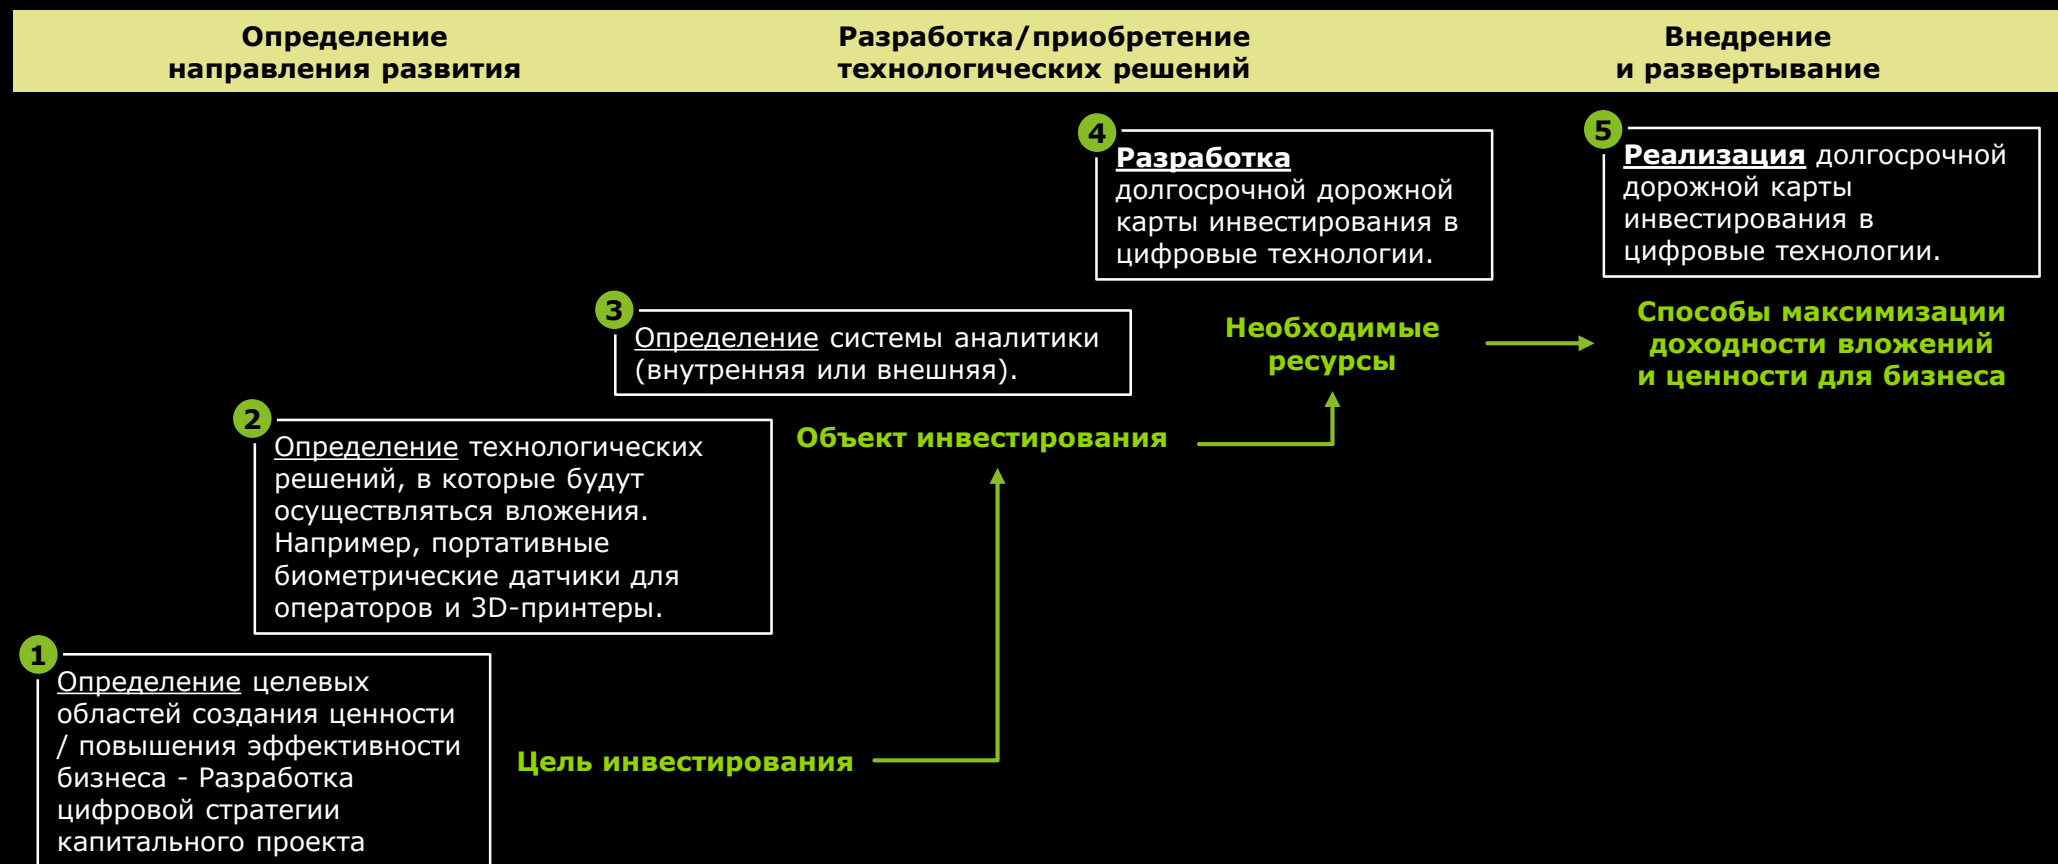 Определение
направления развития
Разработка/приобретение
технологических решений
Внедрение
и развертывание
4
Разработка
долгосрочной дорожной
карты инвестирования в
цифровые технологии.
5
Реализация долгосрочной
дорожной карты
инвестирования в
цифровые технологии.
3
Определение системы аналитики
(внутренняя или внешняя).
Необходимые
ресурсы
Способы максимизации
доходности вложений
и ценности для бизнеса
2
Определение технологических
решений, в которые будут
осуществляться вложения.
Например, портативные
биометрические датчики для
операторов и 3D-принтеры.
Объект инвестирования
1
Определение целевых
областей создания ценности
/ повышения эффективности
бизнеса - Разработка
цифровой стратегии
капитального проекта
Цель инвестирования